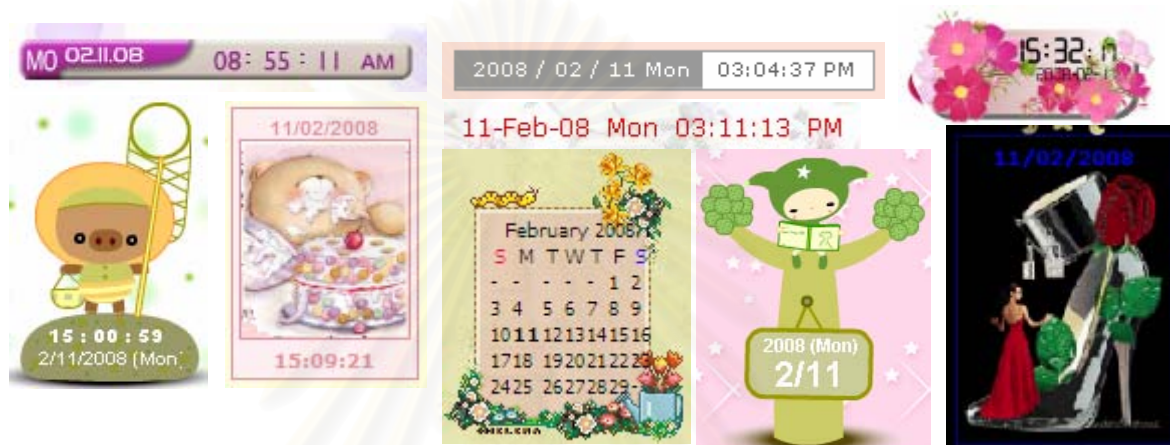 MO 02.11.08 08: 55 : 11 AM
2008 / 02 / 11 Mon 03:04:37 PM
15:32:
11-Feb-08 Mon 03:11:13 PM
15:00:59
2/11/2008 (Mon)
11/02/2008
15:09:21
February 2008
S M T W T F S
- - - - - 1 2
3 4 5 6 7 8 9
10 11 12 13 14 15 16
17 18 19 20 21 22 23
24 25 26 27 28 29 -
2008 (Mon)
2/11
11/02/2008